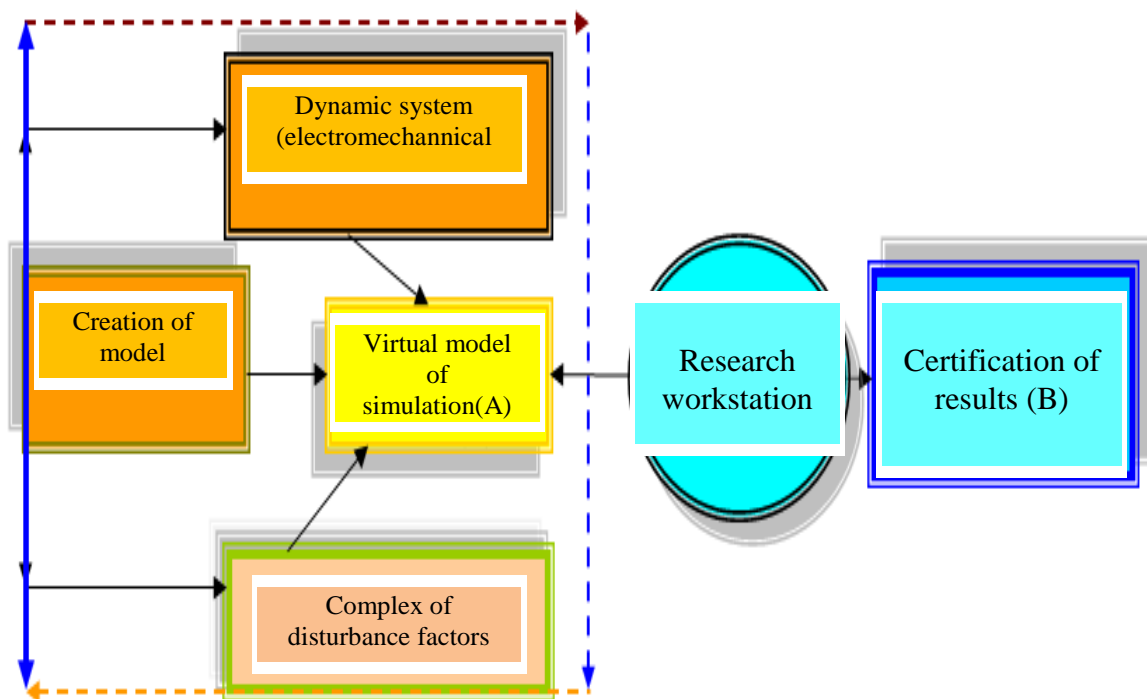 Dynamic system
(electromechannical
Creation of
model
Virtual model
of
simulation(A)
Research
workstation
Certification of
results (B)
Complex of
disturbance factors